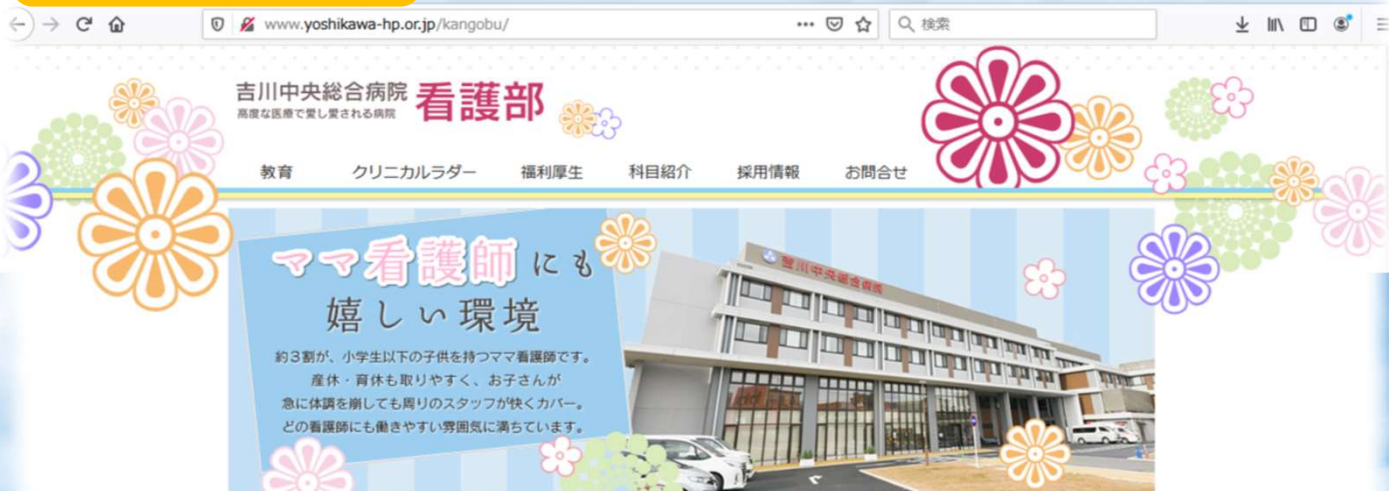 www.yoshikawa-hp.or.jp/kangobu/
検索
吉川中央総合病院 看護部
高度な医療で愛し愛される病院
教育 クリニカルラダー 福利厚生 科目紹介 採用情報 お問合せ
ママ看護師にも
嬉しい環境
約3割が、小学生以下の子供を持つママ看護師です。
産休・育休も取りやすく、お子さんが
急に体調を崩しても周りのスタッフが快くカバー。
どの看護師にも働きやすい雰囲気に満ちています。